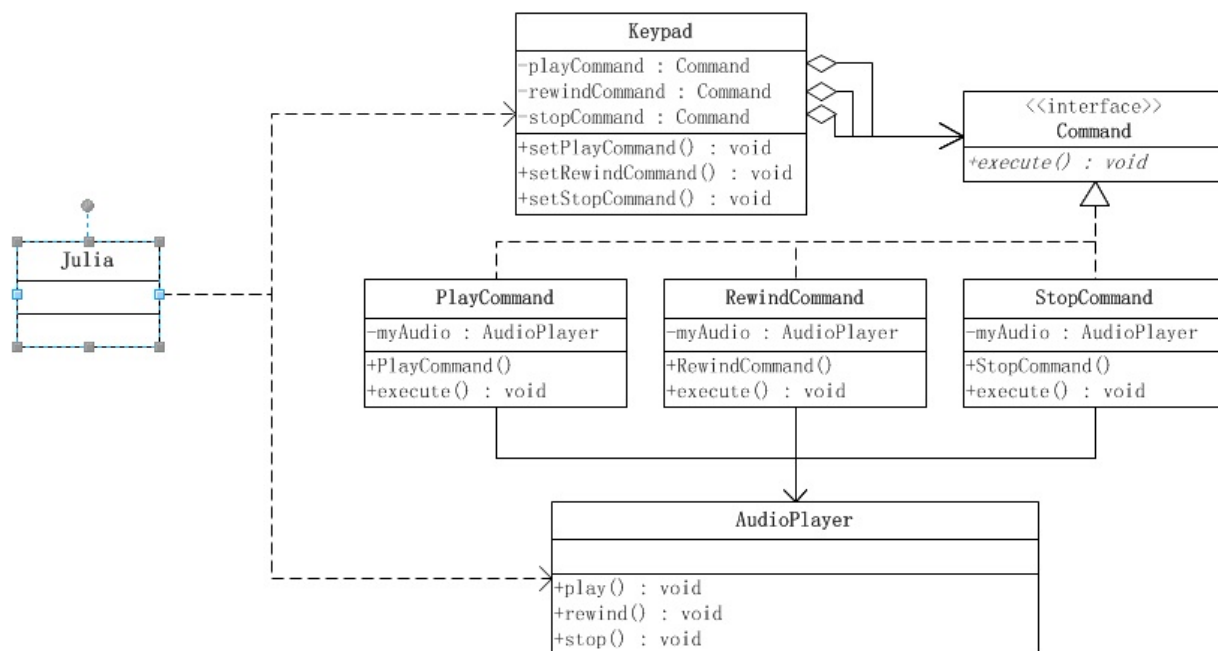 Keypad
-playCommand : Command
-rewindCommand : Command
-stopCommand : Command
+setPlayCommand() : void
+setRewindCommand() : void
+setStopCommand() : void
<<interface>>
Command
+execute() : void
Julia
PlayCommand
-myAudio : AudioPlayer
+PlayCommand()
+execute() : void
RewindCommand
-myAudio : AudioPlayer
+RewindCommand()
+execute() : void
StopCommand
-myAudio : AudioPlayer
+StopCommand()
+execute() : void
AudioPlayer
+play() : void
+rewind() : void
+stop() : void